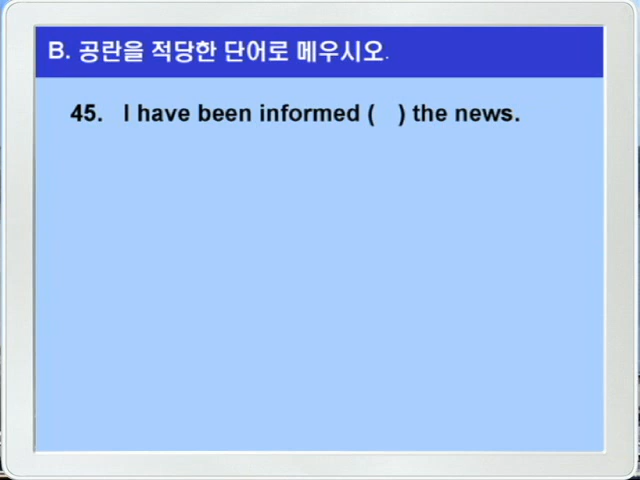 B. 공란을 적당한 단어로 메우시오.
45. I have been informed ( ) the news.